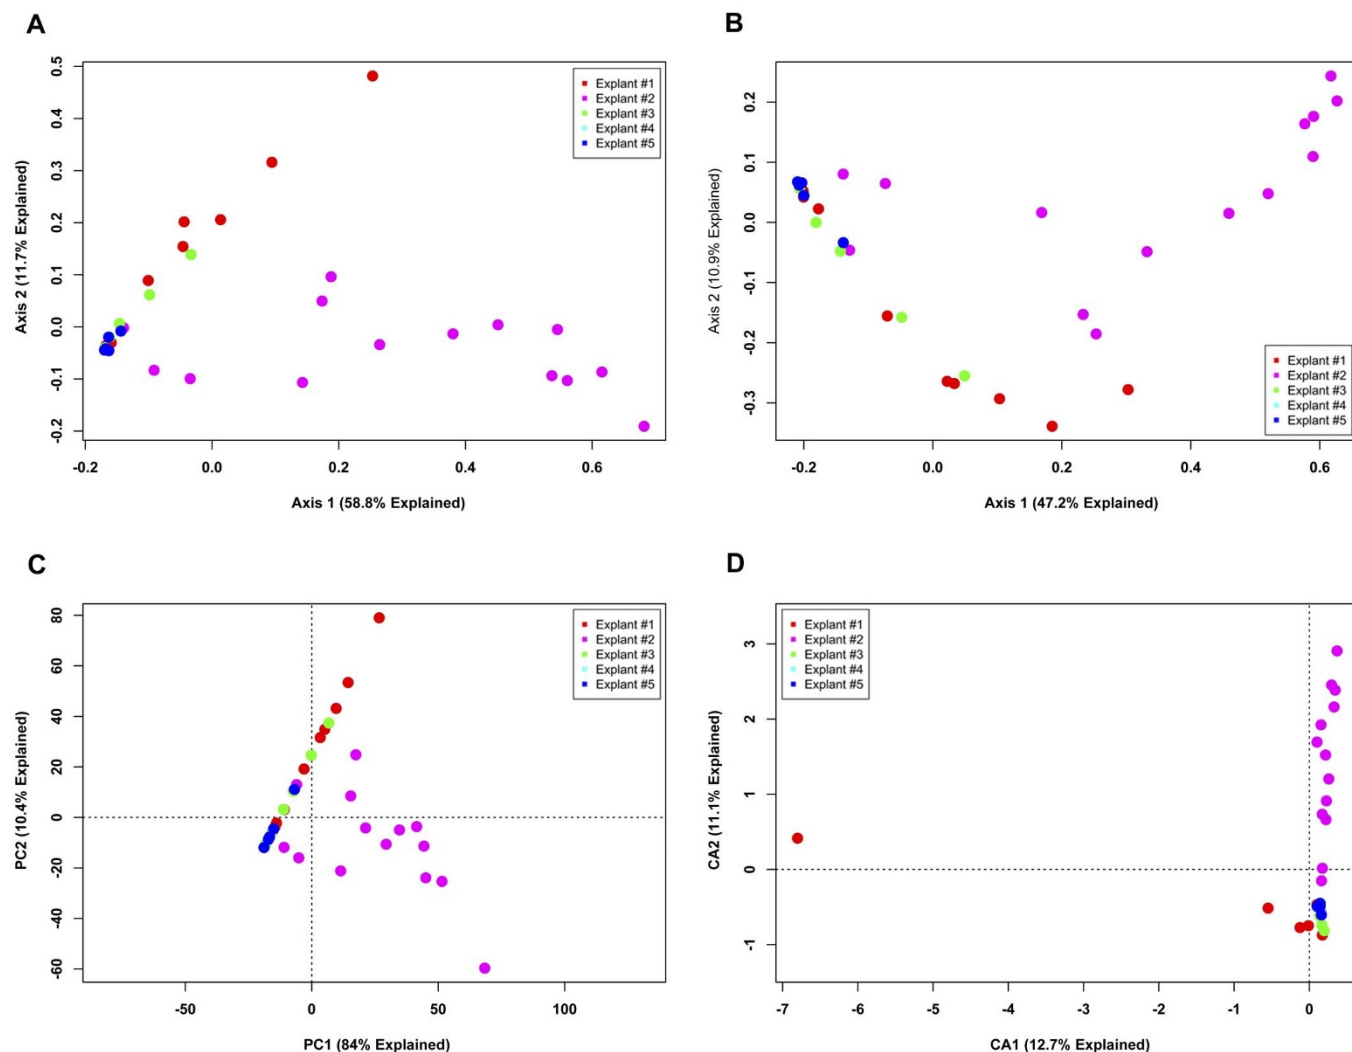 A
0.5
0.4
0.3
0.2
0.1
0.0
-0.1
-0.2
Axis 2 (11.7% Explained)
Explant #1
Explant #2
Explant #3
Explant #4
Explant #5
-0.2 0.0 0.2 0.4 0.6
Axis 1 (58.8% Explained)
B
0.2
0.1
0.0
-0.1
-0.2
-0.3
Axis 2 (10.9% Explained)
Explant #1
Explant #2
Explant #3
Explant #4
Explant #5
-0.2 0.0 0.2 0.4 0.6
Axis 1 (47.2% Explained)
C
80
60
40
20
0
-20
-40
-60
PC2 (10.4% Explained)
Explant #1
Explant #2
Explant #3
Explant #4
Explant #5
-50 0 50 100
PC1 (84% Explained)
D
3
2
1
0
-1
CA2 (11.1% Explained)
Explant #1
Explant #2
Explant #3
Explant #4
Explant #5
-7 -6 -5 -4 -3 -2 -1 0
CA1 (12.7% Explained)